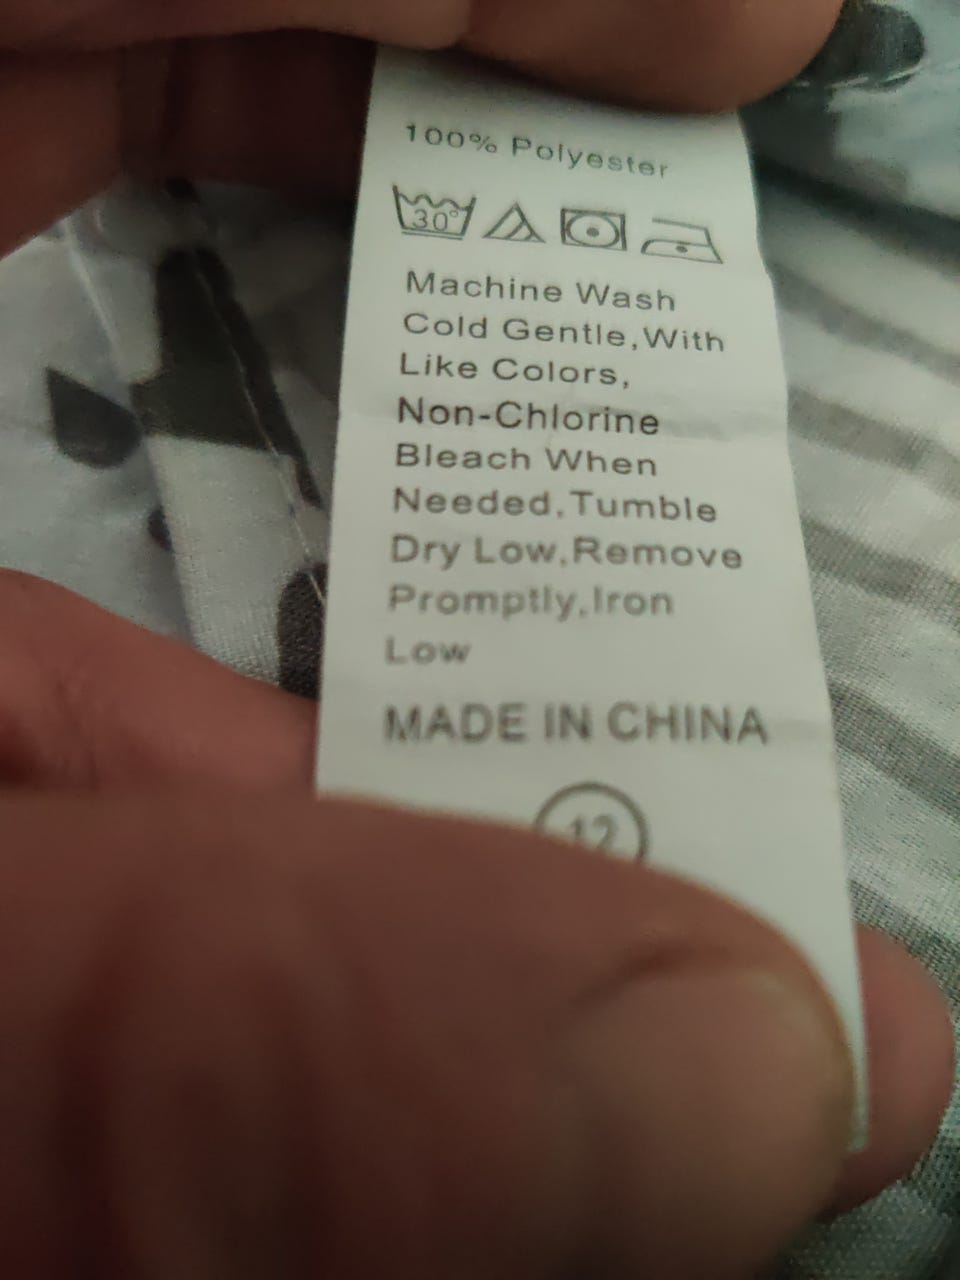 100% Polyester
30°
Machine Wash
Cold Gentle,With
Like Colors,
Non-Chlorine
Bleach When
Needed,Tumble
Dry Low,Remove
Promptly,Iron
Low
MADE IN CHINA
12